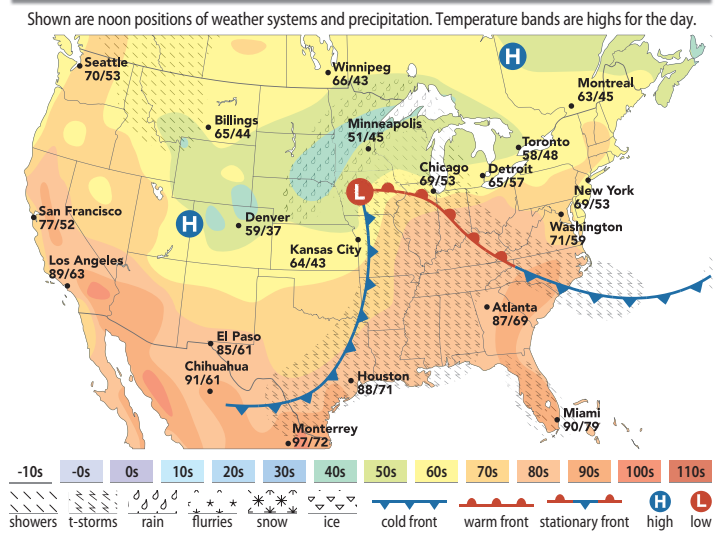 Shown are noon positions of weather systems and precipitation. Temperature bands are highs for the day.
H
Seattle
70/53
Winnipeg
66/43
Montreal
63/45
Billings
65/44
Minneapolis
51/45
Toronto
58/48
Chicago
69/53
Detroit
65/57
L
New York
69/53
San Francisco
77/52
H
Denver
59/37
Washington
71/59
Kansas City
64/43
Los Angeles
89/63
Atlanta
87/69
El Paso
85/61
Chihuahua
91/61
Houston
88/71
Miami
90/79
Monterrey
97/72
-10s -0s 0s 10s 20s 30s 40s 50s 60s 70s 80s 90s 100s 110s
H L
showers t-storms rain flurries snow ice cold front warm front stationary front high low